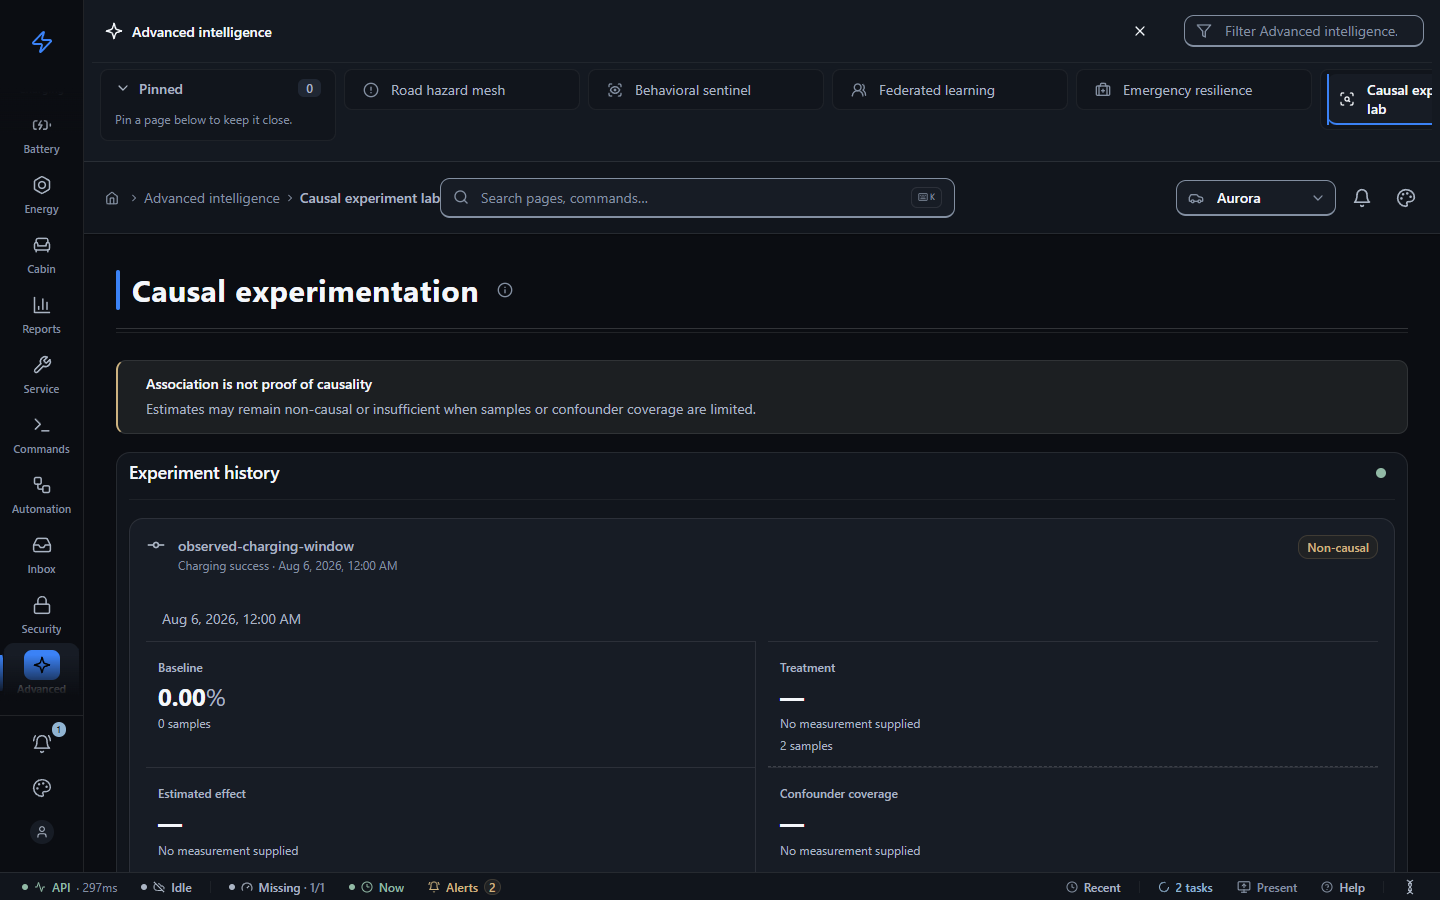 Advanced intelligence
Filter Advanced intelligence.
Pinned
0
Pin a page below to keep it close.
Road hazard mesh
Behavioral sentinel
Federated learning
Emergency resilience
Causal exp
lab
Advanced intelligence
Causal experiment lab
Search pages, commands...
K
Aurora
Battery
Energy
Cabin
Reports
Service
Commands
Automation
Inbox
Security
Advanced
1
Causal experimentation
Association is not proof of causality
Estimates may remain non-causal or insufficient when samples or confounder coverage are limited.
Experiment history
observed-charging-window
Charging success · Aug 6, 2026, 12:00 AM
Non-causal
Aug 6, 2026, 12:00 AM
Baseline
0.00%
0 samples
Treatment
—
No measurement supplied
2 samples
Estimated effect
—
No measurement supplied
Confounder coverage
—
No measurement supplied
API · 297ms
Idle
Missing · 1/1
Now
Alerts 2
Recent
2 tasks
Present
Help